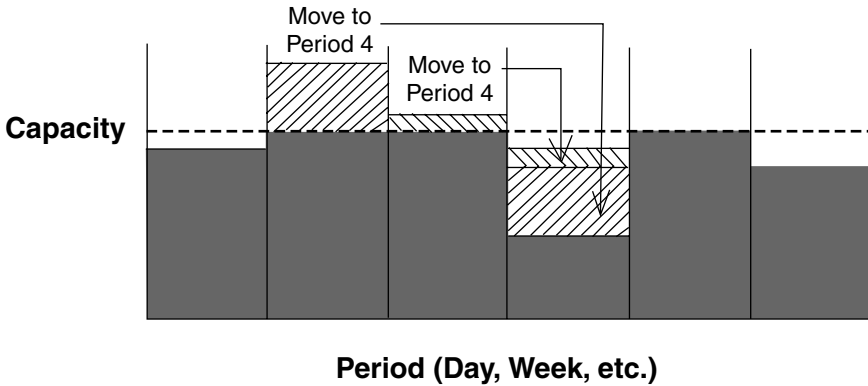 Move to
Period 4
Move to
Period 4
Capacity
Period (Day, Week, etc.)